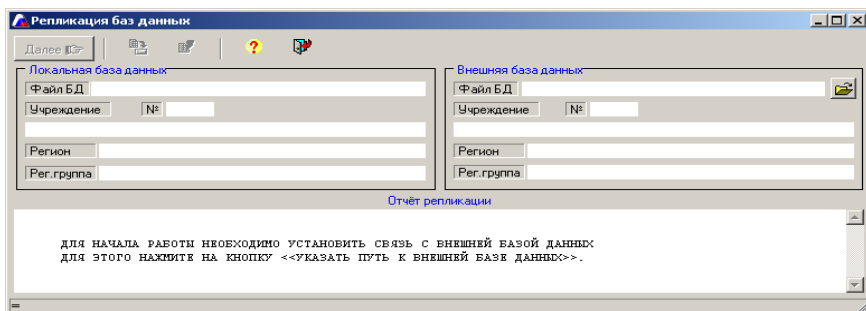 Репликация баз данных
Далее
?
Локальная база данных
Файл БД
Учреждение №
Регион
Рег.группа
Внешняя база данных
Файл БД
Учреждение №
Регион
Рег.группа
Отчёт репликации
ДЛЯ НАЧАЛА РАБОТЫ НЕОБХОДИМО УСТАНОВИТЬ СВЯЗЬ С ВНЕШНЕЙ БАЗОЙ ДАННЫХ
ДЛЯ ЭТОГО НАЖМИТЕ НА КНОПКУ <<УКАЗАТЬ ПУТЬ К ВНЕШНЕЙ БАЗЕ ДАННЫХ>>.
=